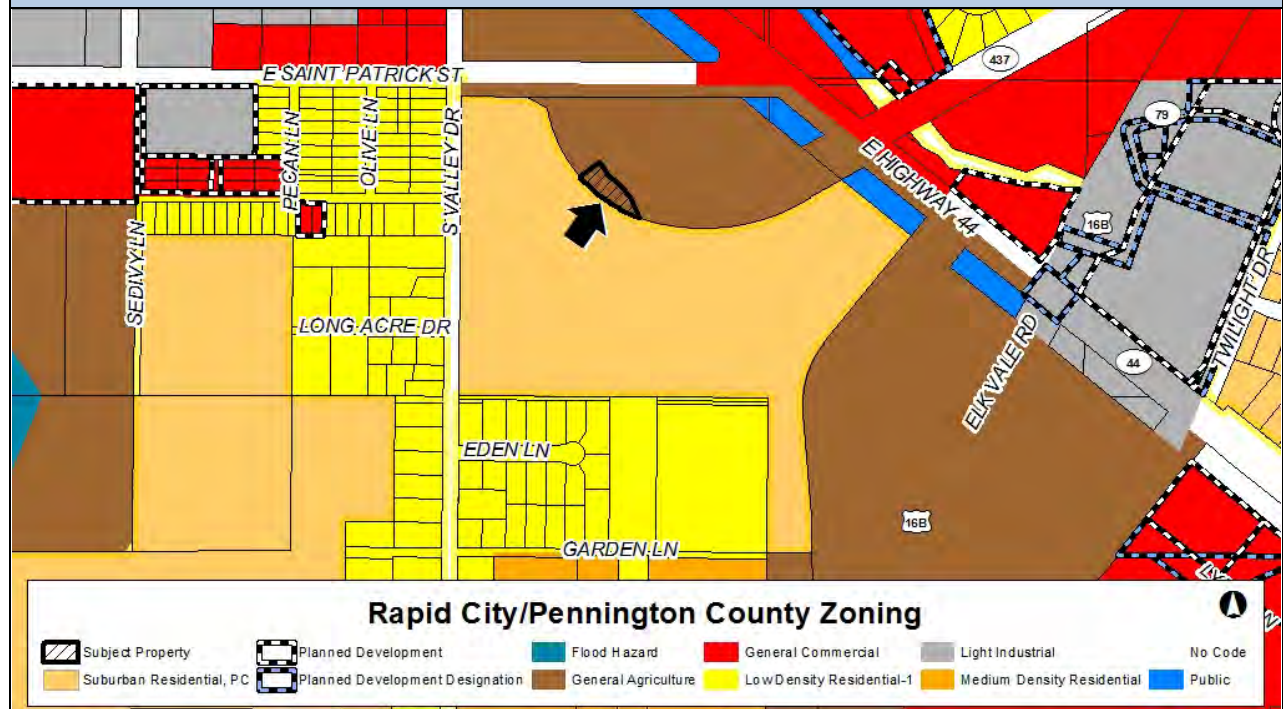 E SAINT PATRICK ST
437
79
PECAN LN
OLIVE LN
S VALLEY DR
E HIGHWAY 44
16B
SEDIVY LN
LONG ACRE DR
TWILIGHT DR
ELK VALE RD
44
EDEN LN
16B
GARDEN LN
Rapid City/Pennington County Zoning
Subject Property
Planned Development
Flood Hazard
General Commercial
Light Industrial
No Code
Suburban Residential, PC
Planned Development Designation
General Agriculture
Low Density Residential-1
Medium Density Residential
Public